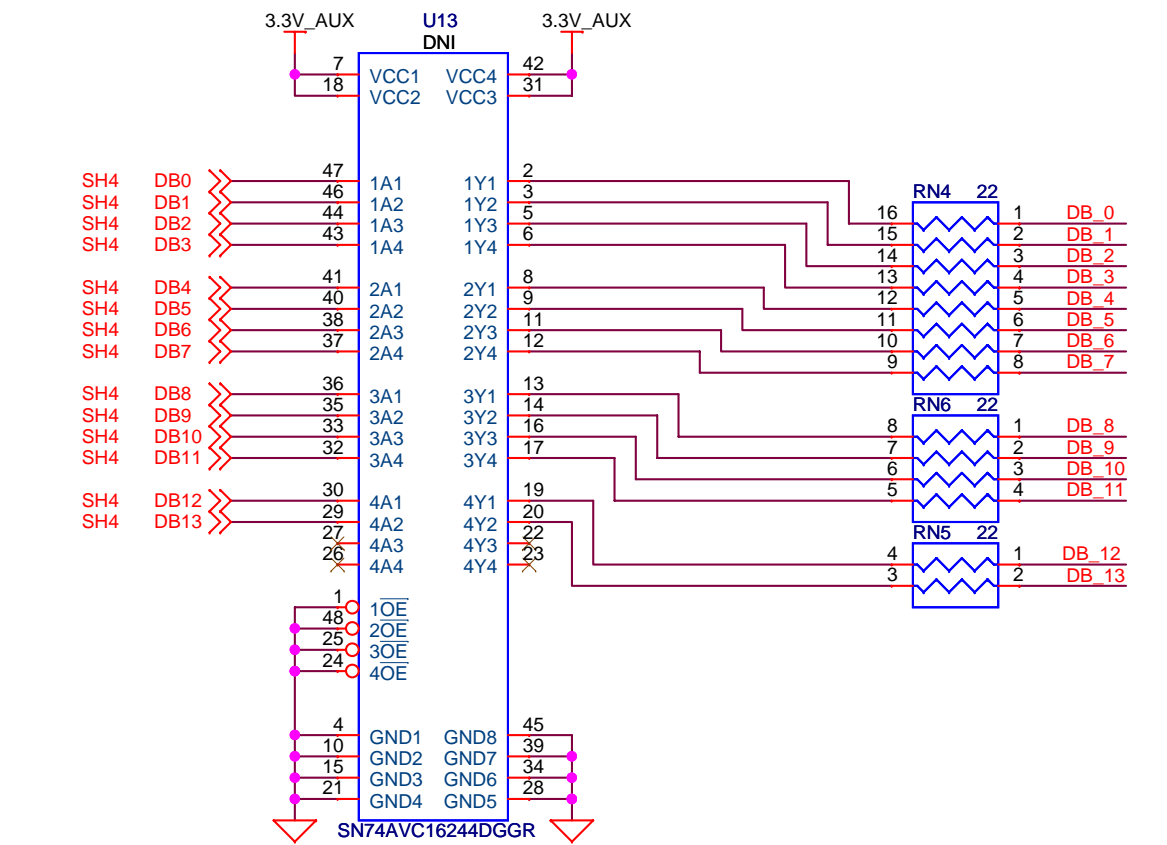 3.3V_AUX U13 3.3V_AUX
DNI
7 VCC1 VCC4 42
18 VCC2 VCC3 31
SH4 DB0 47 1A1 1Y1 2
SH4 DB1 46 1A2 1Y2 3
SH4 DB2 44 1A3 1Y3 5
SH4 DB3 43 1A4 1Y4 6
SH4 DB4 41 2A1 2Y1 8
SH4 DB5 40 2A2 2Y2 9
SH4 DB6 38 2A3 2Y3 11
SH4 DB7 37 2A4 2Y4 12
SH4 DB8 36 3A1 3Y1 13
SH4 DB9 35 3A2 3Y2 14
SH4 DB10 33 3A3 3Y3 16
SH4 DB11 32 3A4 3Y4 17
SH4 DB12 30 4A1 4Y1 19
SH4 DB13 29 4A2 4Y2 20
27 4A3 4Y3 22
26 4A4 4Y4 23
1 1OE
48 2OE
25 3OE
24 4OE
4 GND1 GND8 45
10 GND2 GND7 39
15 GND3 GND6 34
21 GND4 GND5 28
SN74AVC16244DGGR
RN4 22
16 1 DB_0
15 2 DB_1
14 3 DB_2
13 4 DB_3
12 5 DB_4
11 6 DB_5
10 7 DB_6
9 8 DB_7
RN6 22
8 1 DB_8
7 2 DB_9
6 3 DB_10
5 4 DB_11
RN5 22
4 1 DB_12
3 2 DB_13